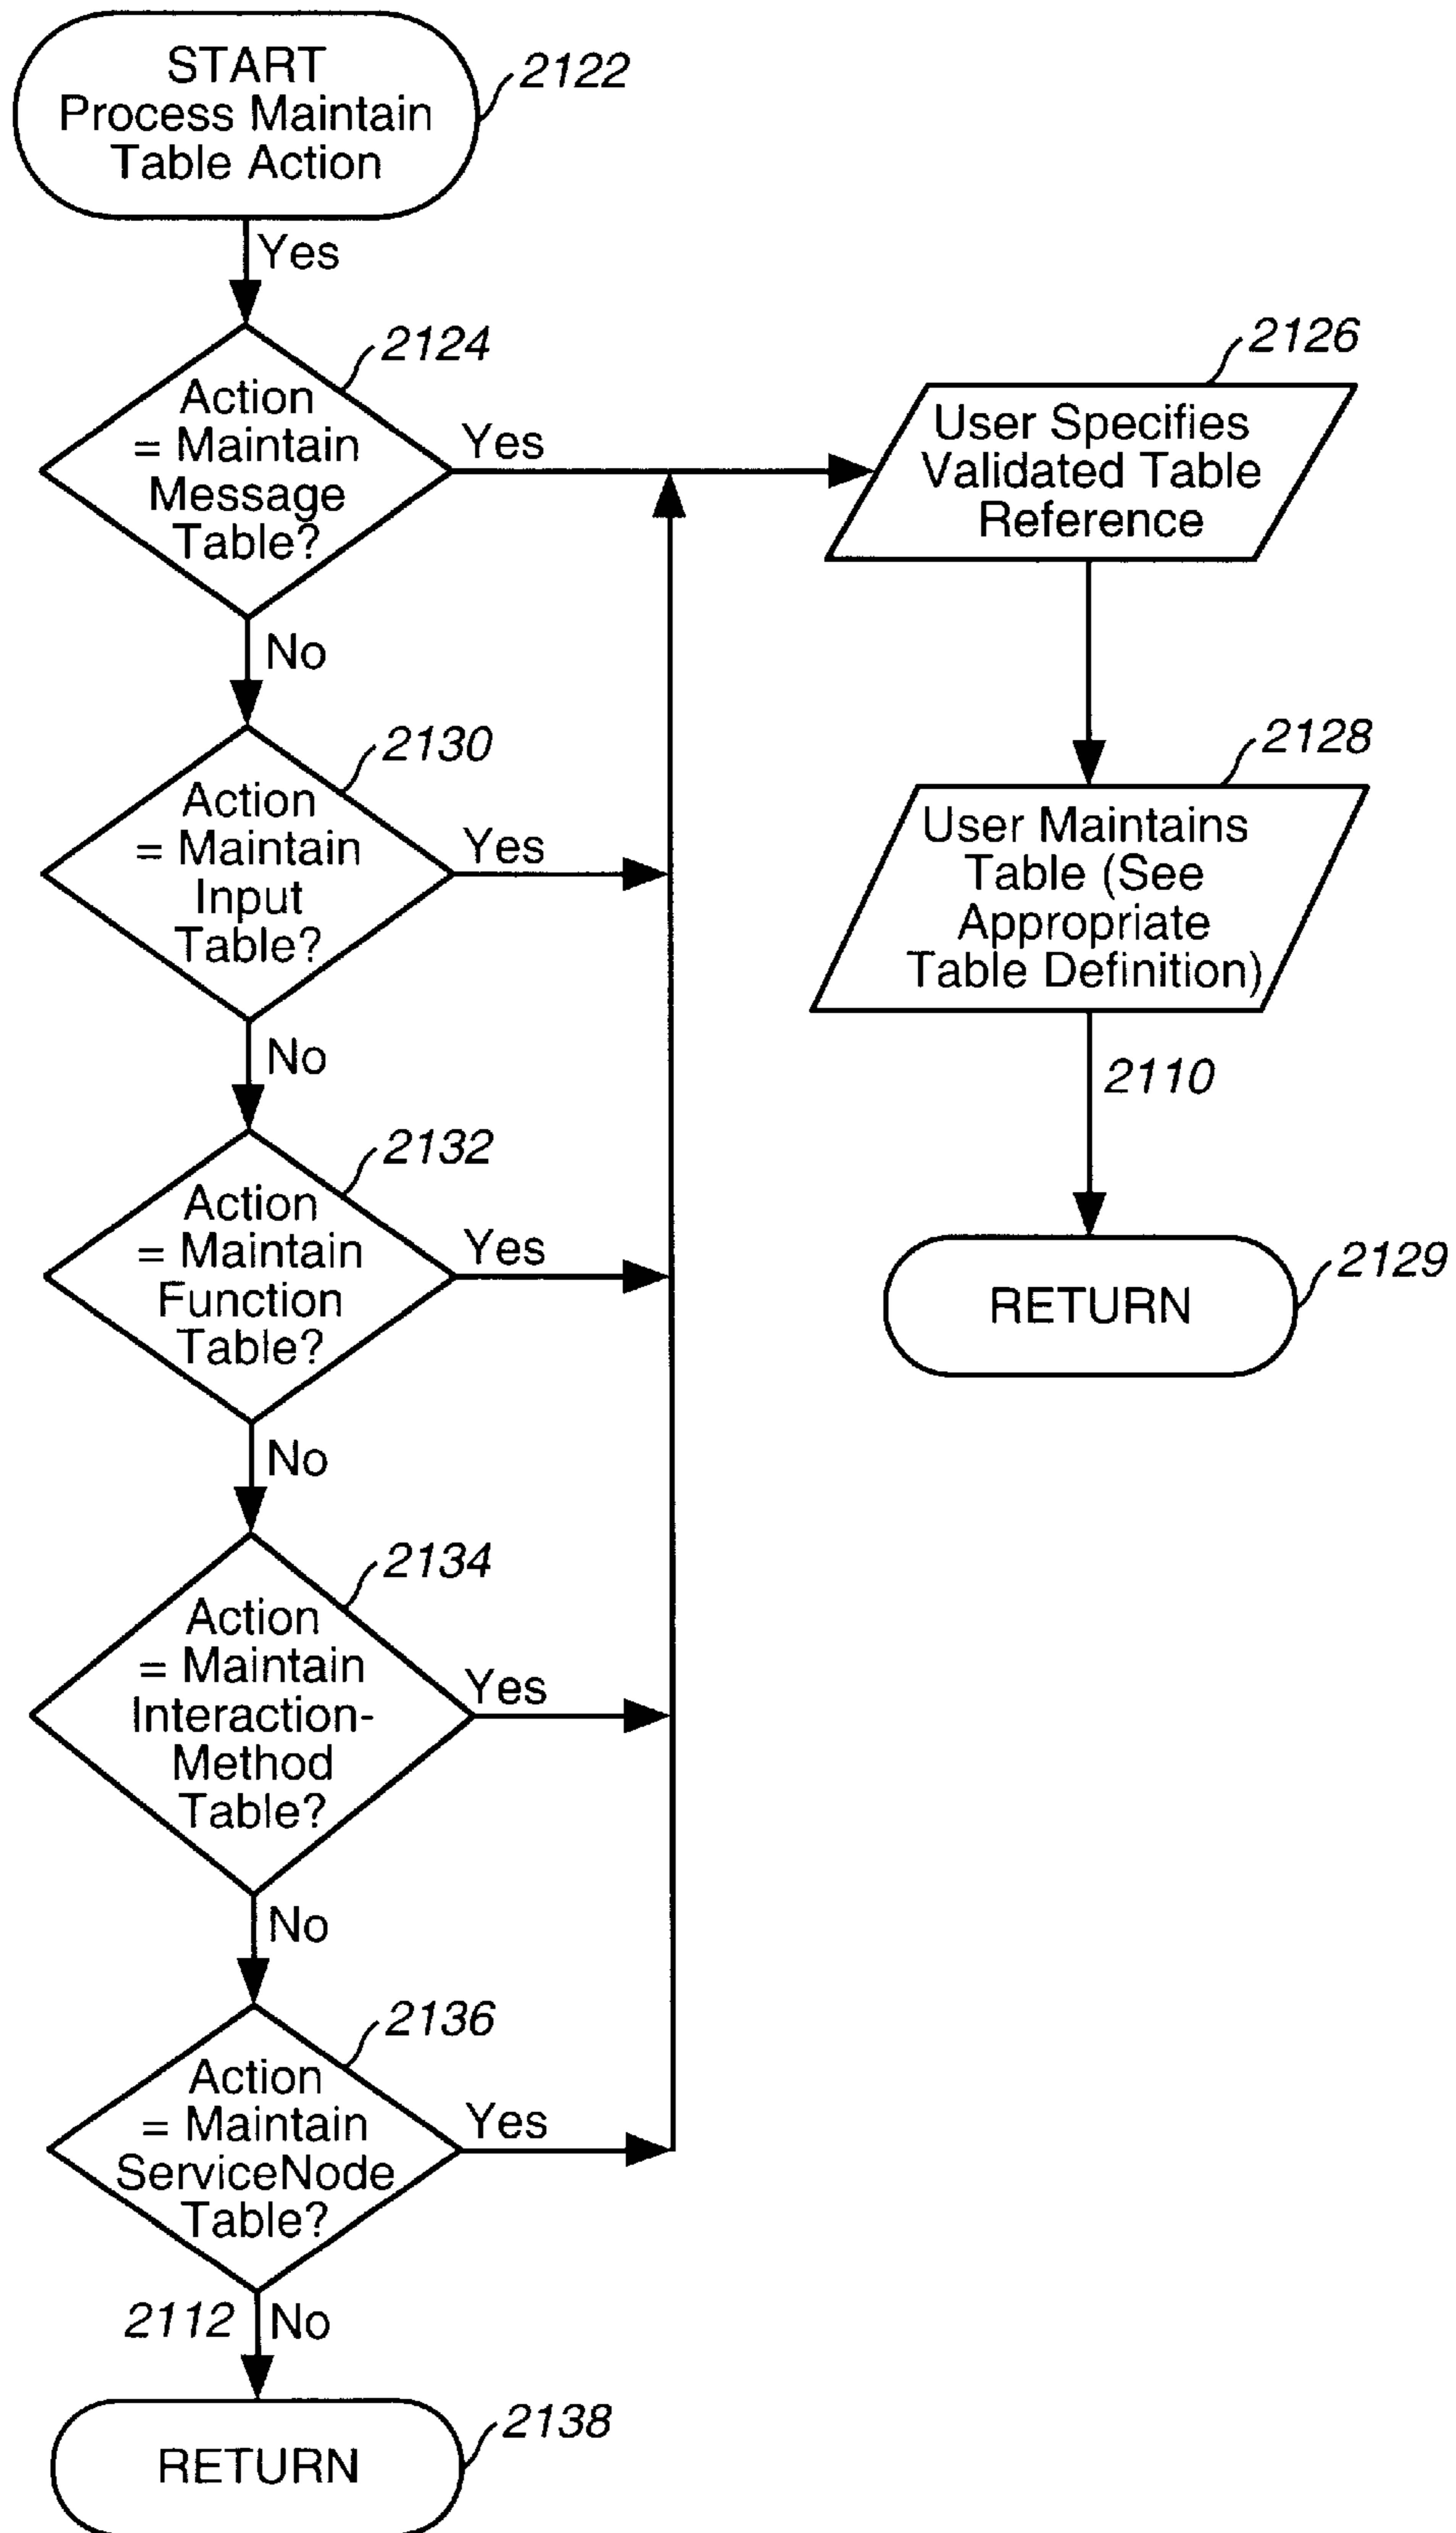 START
Process Maintain
Table Action
2122
Yes
2124
Action
= Maintain
Message
Table?
Yes
2126
User Specifies
Validated Table
Reference
No
2130
Action
= Maintain
Input
Table?
Yes
2128
User Maintains
Table (See
Appropriate
Table Definition)
2110
No
2132
Action
= Maintain
Function
Table?
Yes
RETURN
2129
No
2134
Action
= Maintain
Interaction-
Method
Table?
Yes
No
2136
Action
= Maintain
ServiceNode
Table?
Yes
2112
No
RETURN
2138